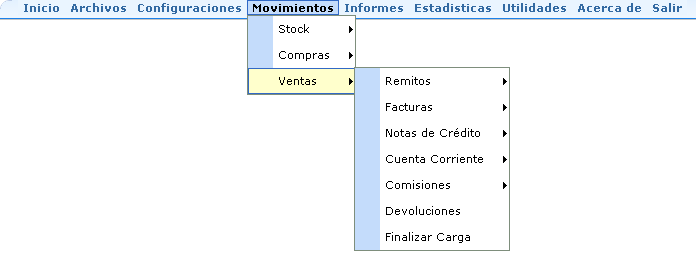 Inicio Archivos Configuraciones Movimientos Informes Estadisticas Utilidades Acerca de Salir
Stock
Compras
Ventas
Remitos
Facturas
Notas de Crédito
Cuenta Corriente
Comisiones
Devoluciones
Finalizar Carga